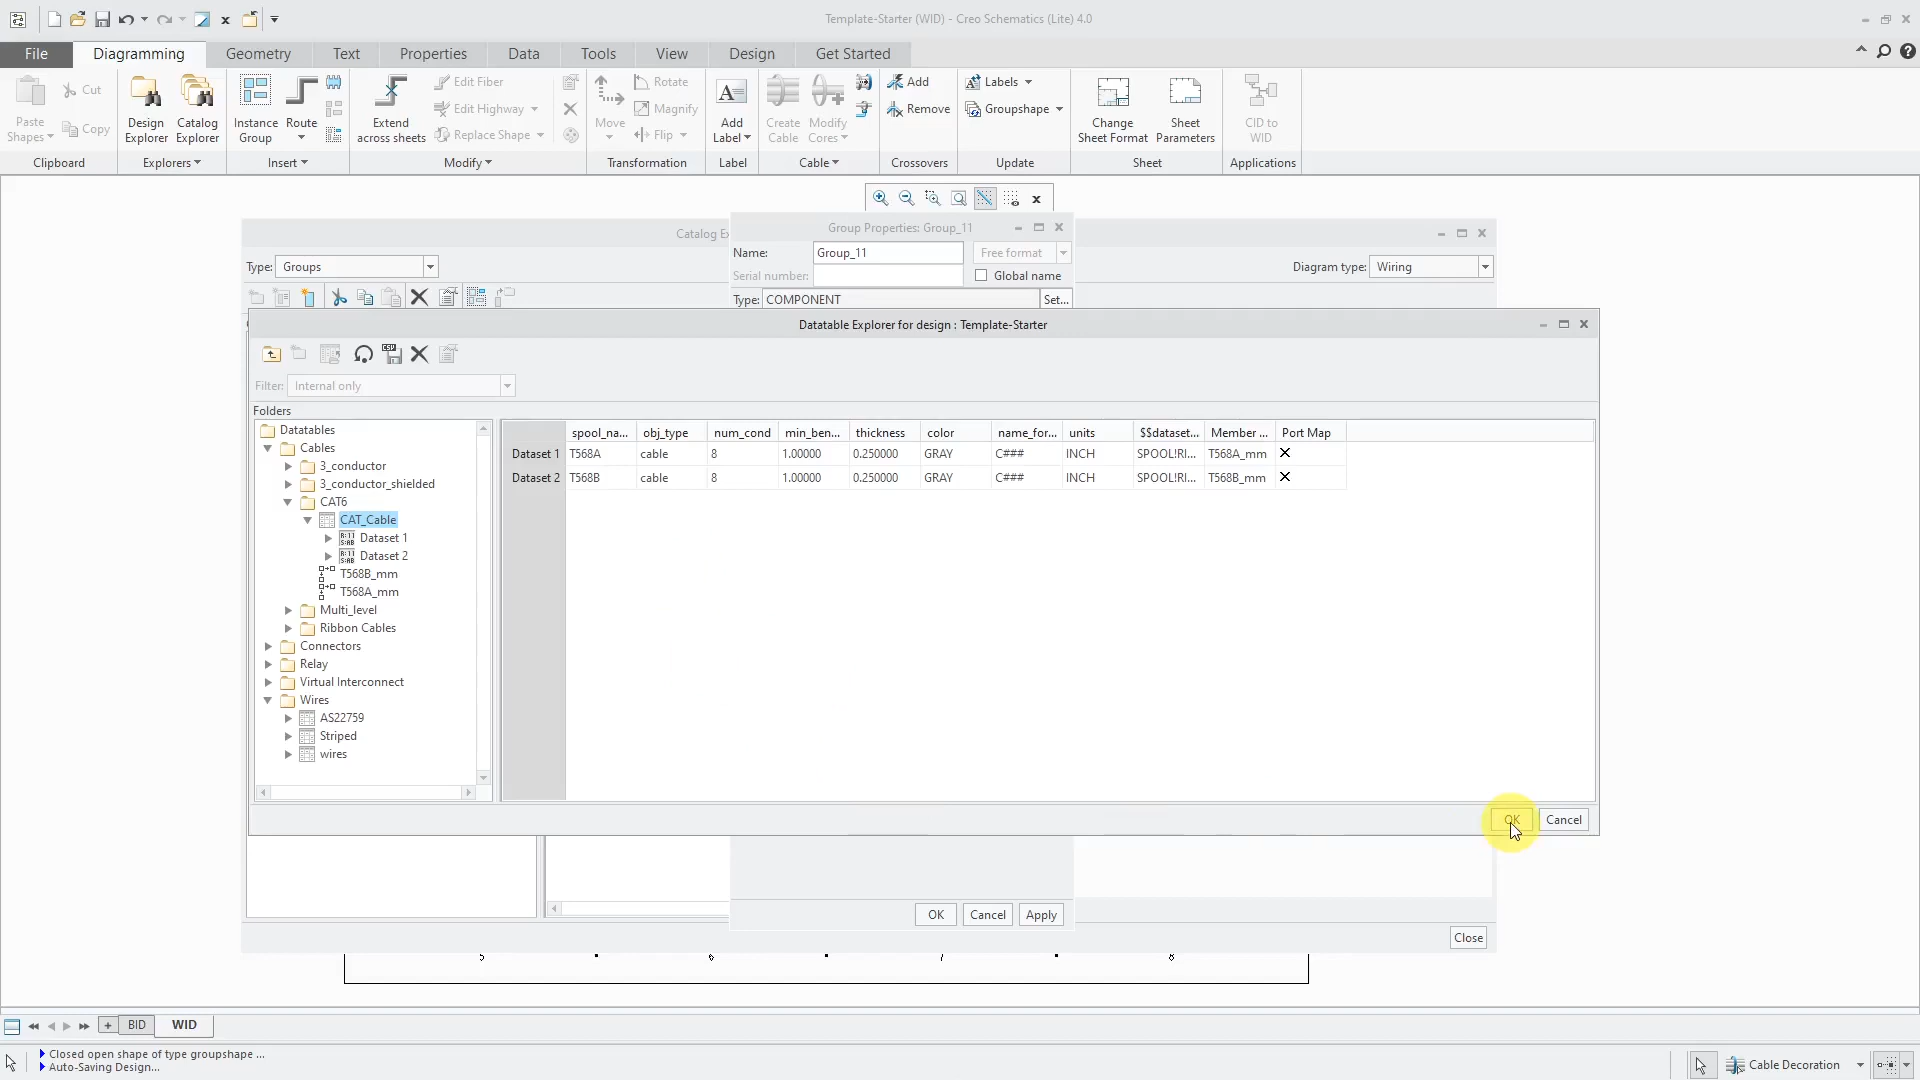 Template-Starter (WID) - Creo Schematics (Lite) 4.0
File Diagramming Geometry Text Properties Data Tools View Design Get Started
Paste
Shapes
Cut
Copy
Clipboard
Design
Explorer
Catalog
Explorer
Explorers
Instance
Group
Route
Insert
Extend
across sheets
Edit Fiber
Edit Highway
Replace Shape
Modify
Move
Rotate
Magnify
Flip
Transformation
Add
Label
Label
Create
Cable
Modify
Cores
Cable
Add
Remove
Crossovers
Labels
Groupshape
Update
Change
Sheet Format
Sheet
Parameters
Sheet
CID to
WID
Applications
Catalog Ex
Type: Groups
Diagram type: Wiring
Group Properties: Group_11
Name: Group_11 Free format
Serial number: Global name
Type: COMPONENT Set...
Datatable Explorer for design : Template-Starter
CSV
Filter: Internal only
Folders
Datatables
Cables
3_conductor
3_conductor_shielded
CAT6
CAT_Cable
Dataset 1
Dataset 2
T568B_mm
T568A_mm
Multi_level
Ribbon Cables
Connectors
Relay
Virtual Interconnect
Wires
AS22759
Striped
wires
spool_na... obj_type num_cond min_ben... thickness color name_for... units $$dataset... Member ... Port Map
Dataset 1 T568A cable 8 1.00000 0.250000 GRAY C### INCH SPOOL!RI... T568A_mm
Dataset 2 T568B cable 8 1.00000 0.250000 GRAY C### INCH SPOOL!RI... T568B_mm
OK Cancel
OK Cancel Apply
Close
5 6 7 8
BID WID
Closed open shape of type groupshape ...
Auto-Saving Design...
Cable Decoration